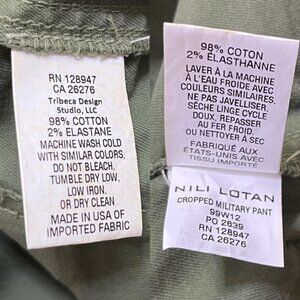 RN 128947
CA 26276
Tribeca Design
Studio, LLC
98% COTTON
2% ELASTANE
MACHINE WASH COLD
WITH SIMILAR COLORS,
DO NOT BLEACH.
TUMBLE DRY LOW,
LOW IRON.
OR DRY CLEAN
MADE IN USA OF
IMPORTED FABRIC
98% COTON
2% ÉLASTHANNE
LAVER À LA MACHINE
À L'EAU FROIDE AVEC
COULEURS SIMILAIRES.
NE PAS JAVELLISER
SÈCHE LINGE CYCLE
DOUX. REPASSER
AU FER FROID.
OU NETTOYER À SEC
FABRIQUÉ AUX
ÉTATS-UNIS AVEC
TISSU IMPORTÉ
NILI LOTAN
CROPPED MILITARY PANT
99W12
PO 2639
RN 128947
CA 26276